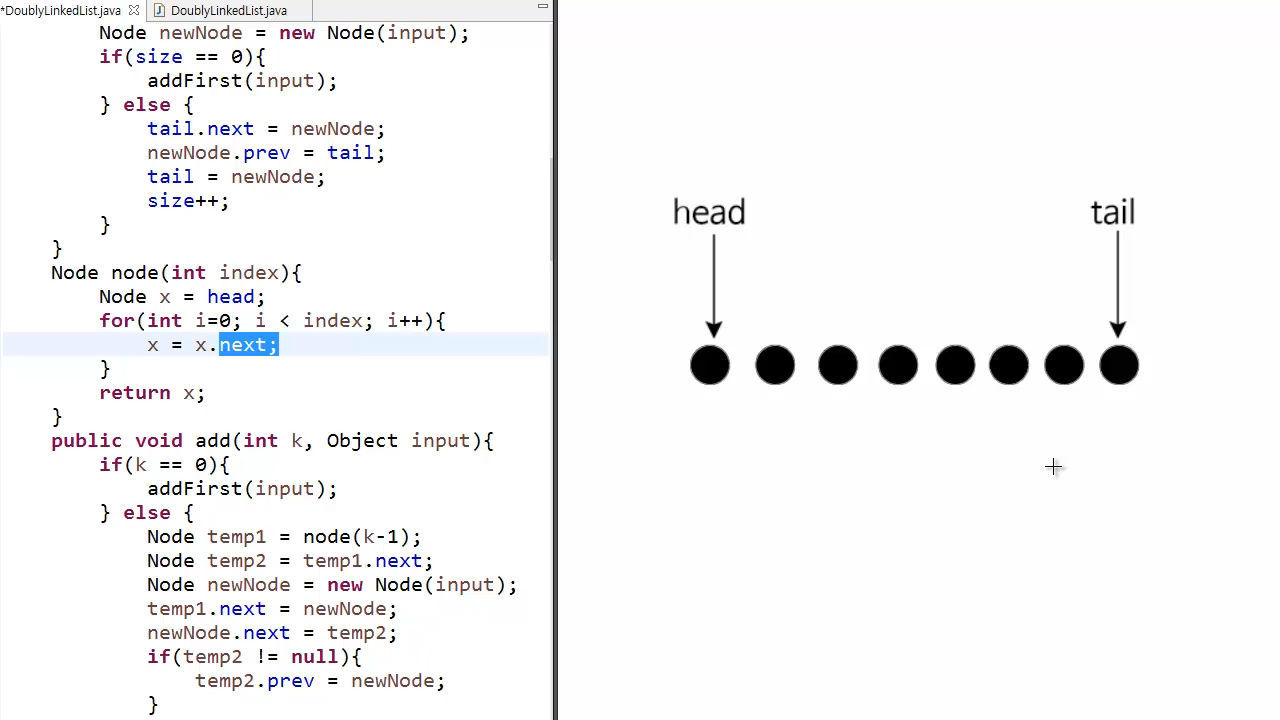 *DoublyLinkedList.java DoublyLinkedList.java
Node newNode = new Node(input);
if(size == 0){
addFirst(input);
} else {
tail.next = newNode;
newNode.prev = tail;
tail = newNode;
size++;
}
}
Node node(int index){
Node x = head;
for(int i=0; i < index; i++){
x = x.next;
}
return x;
}
public void add(int k, Object input){
if(k == 0){
addFirst(input);
} else {
Node temp1 = node(k-1);
Node temp2 = temp1.next;
Node newNode = new Node(input);
temp1.next = newNode;
newNode.next = temp2;
if(temp2 != null){
temp2.prev = newNode;
}
head tail